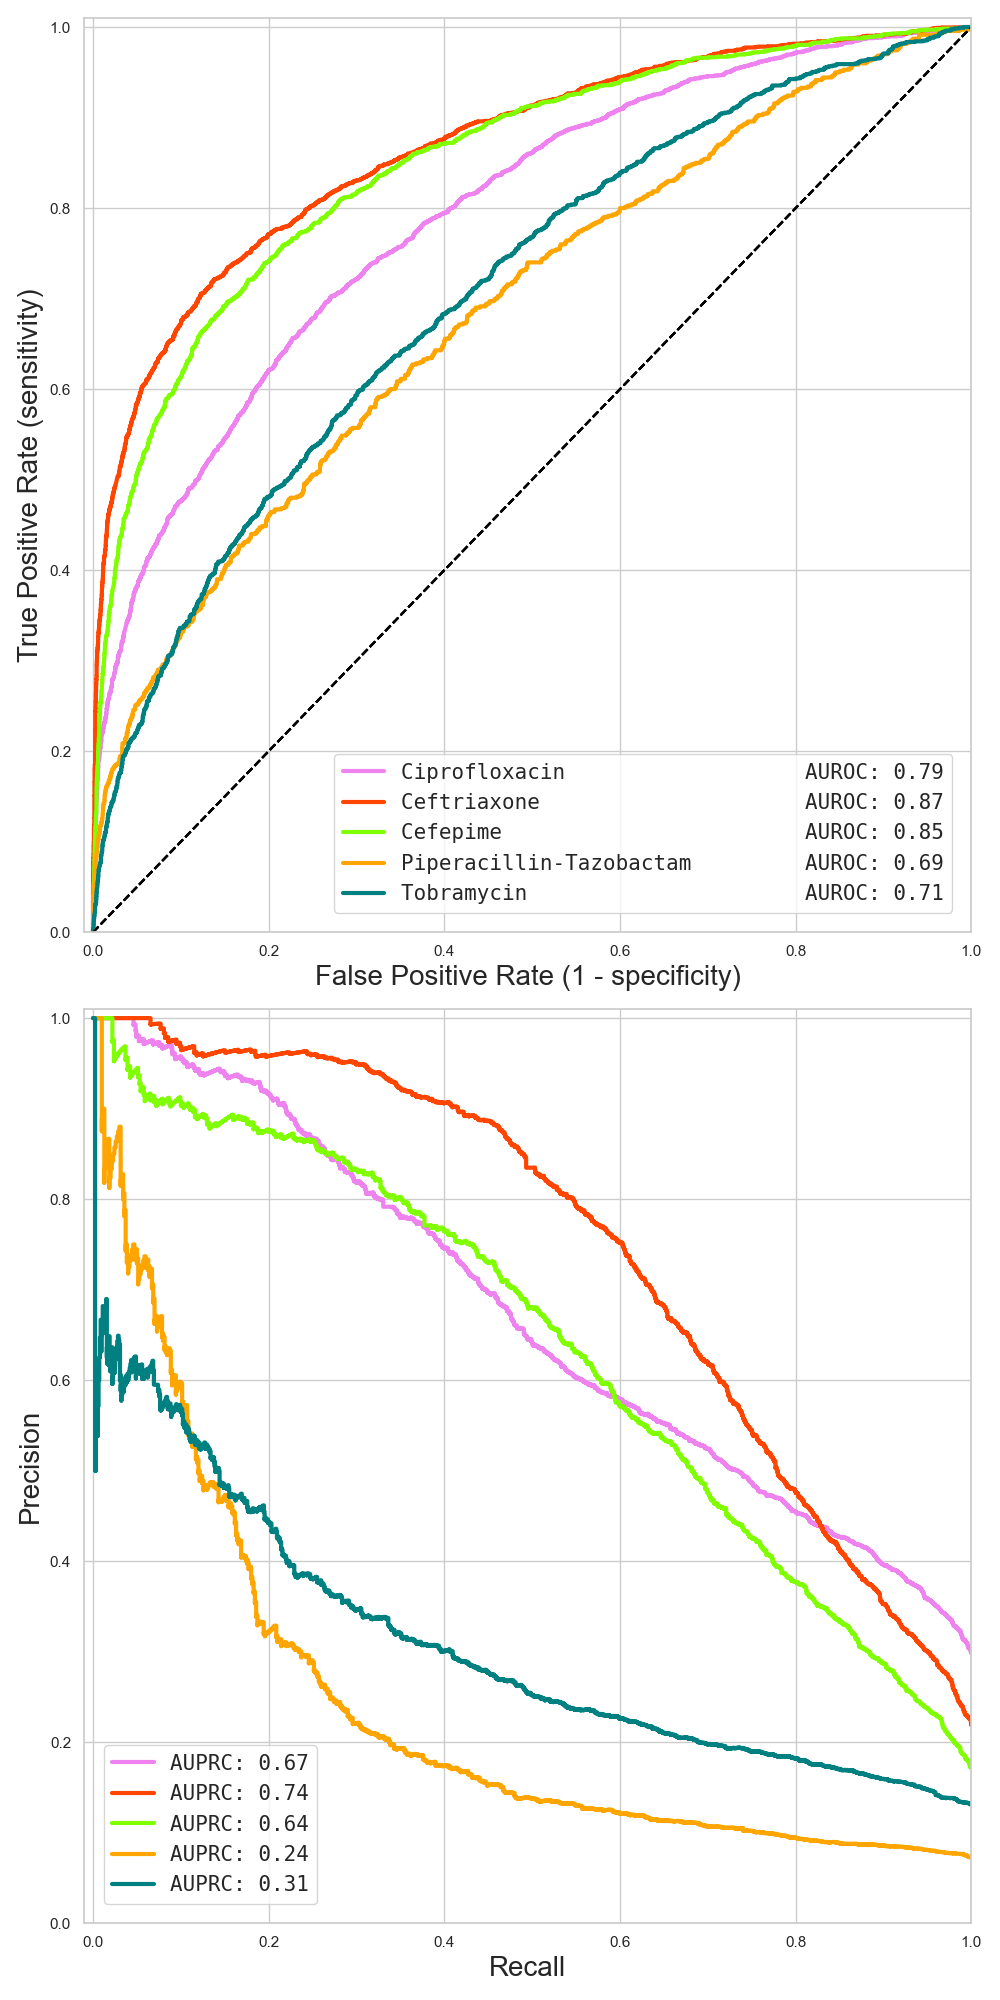 1.0
0.8
0.6
0.4
0.2
0.0
True Positive Rate (sensitivity)
Ciprofloxacin AUROC: 0.79
Ceftriaxone AUROC: 0.87
Cefepime AUROC: 0.85
Piperacillin-Tazobactam AUROC: 0.69
Tobramycin AUROC: 0.71
0.0 0.2 0.4 0.6 0.8 1.0
False Positive Rate (1 - specificity)
1.0
0.8
0.6
0.4
0.2
0.0
Precision
AUPRC: 0.67
AUPRC: 0.74
AUPRC: 0.64
AUPRC: 0.24
AUPRC: 0.31
0.0 0.2 0.4 0.6 0.8 1.0
Recall